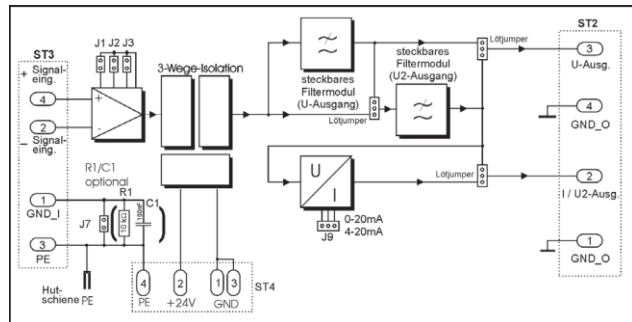 ST3
J1 J2 J3
+ Signal-
eing.
4
+
2
-
– Signal-
eing.
3-Wege-Isolation
steckbares
Filtermodul
(U-Ausgang)
steckbares
Filtermodul
(U2-Ausgang)
Lötjumper
Lötjumper
ST2
3
U-Ausg.
4
GND_O
U
I
0-20mA
4-20mA
J9
Lötjumper
2
I / U2-Ausg.
1
GND_O
R1/C1
optional
1
GND_I
J7
R1
10 kΩ
C1
100nF
3
PE
Hut-
schiene PE
4
PE
2
+24V
1
3
GND
ST4